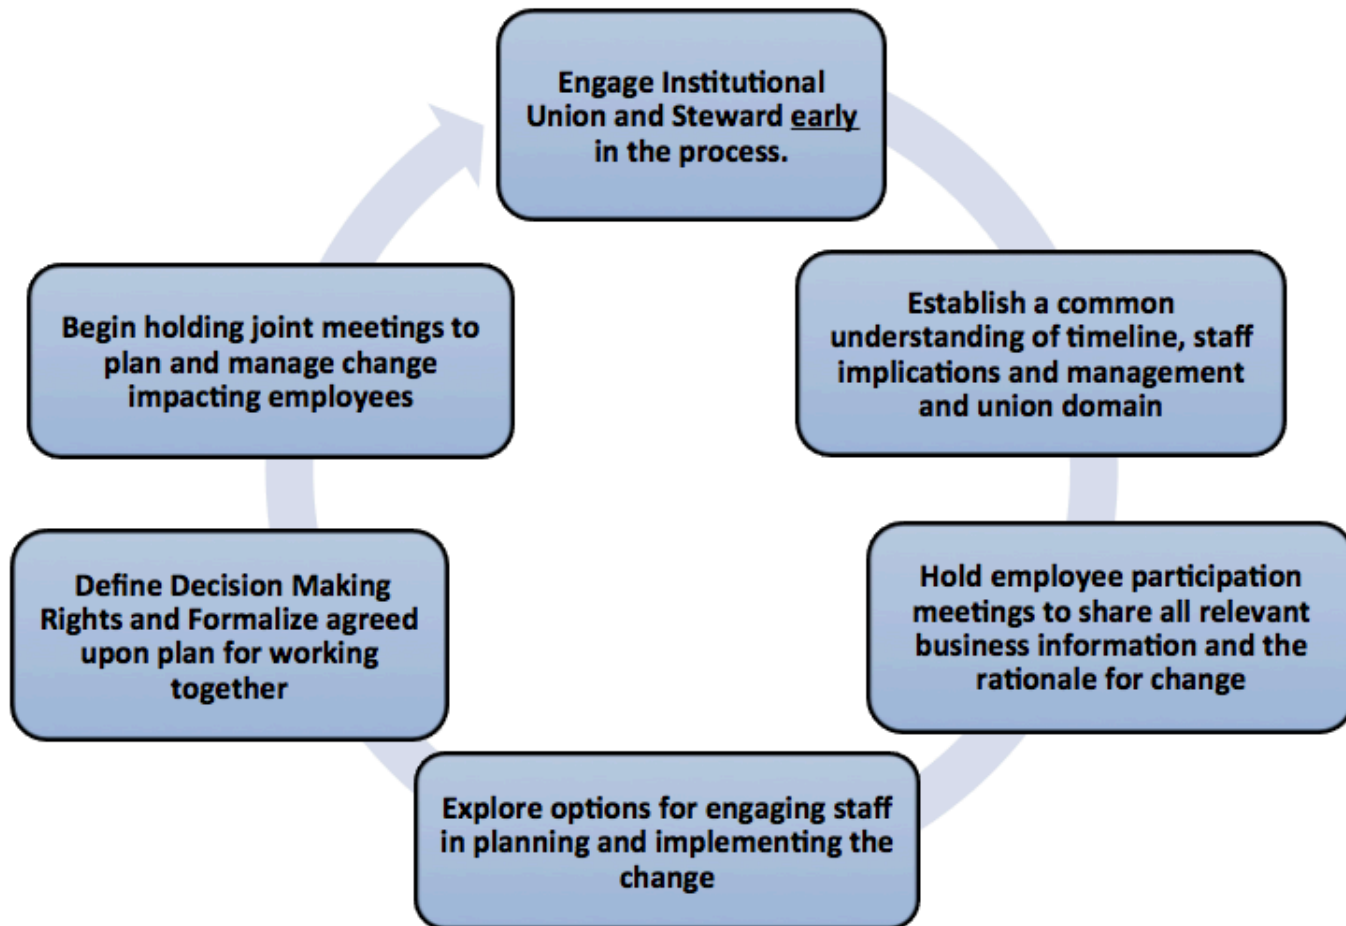 Engage Institutional
Union and Steward early
in the process.
Establish a common
understanding of timeline, staff
implications and management
and union domain
Hold employee participation
meetings to share all relevant
business information and the
rationale for change
Explore options for engaging staff
in planning and implementing the
change
Define Decision Making
Rights and Formalize agreed
upon plan for working
together
Begin holding joint meetings to
plan and manage change
impacting employees